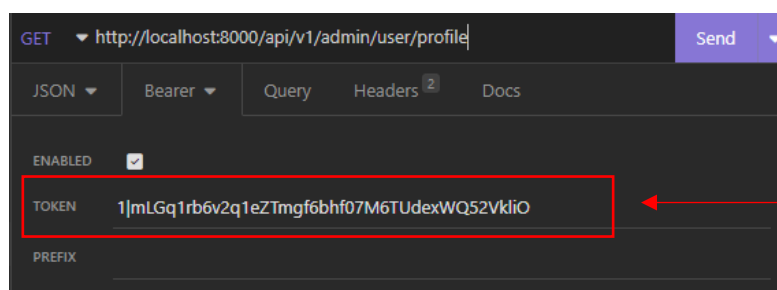 GET http://localhost:8000/api/v1/admin/user/profile Send
JSON Bearer Query Headers 2 Docs
ENABLED
TOKEN 1|mLGq1rb6v2q1eZTmgf6bhf07M6TUdexWQ52VkliO
PREFIX